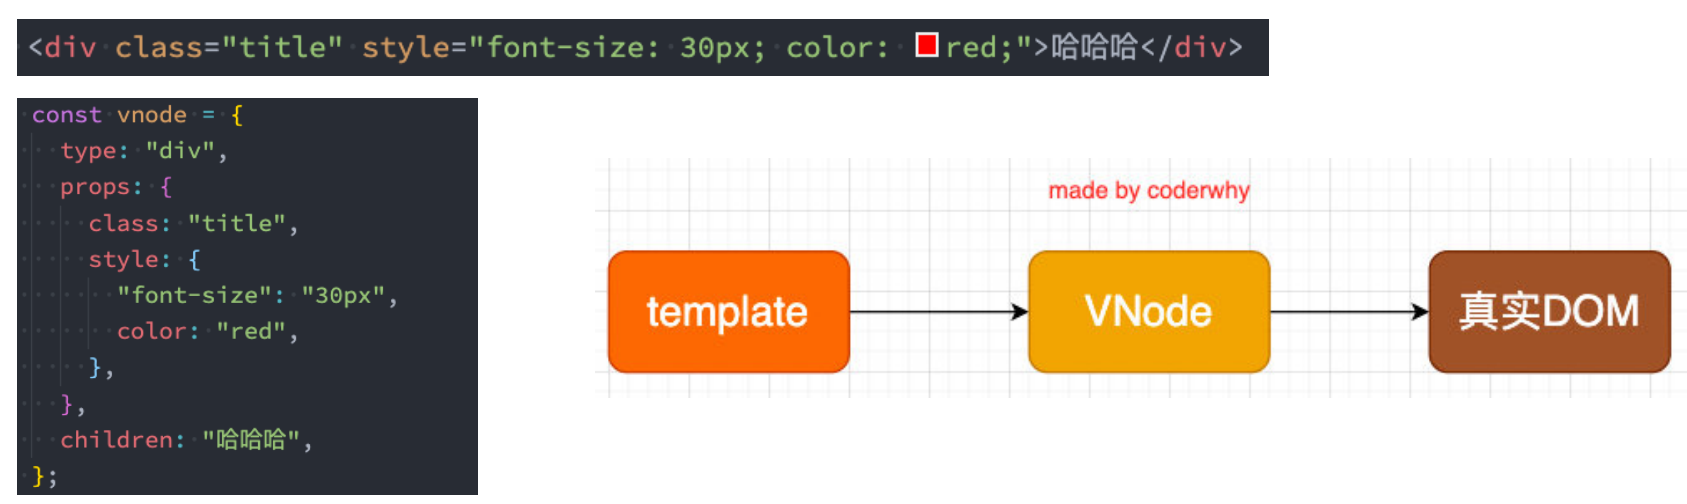 <div class="title" style="font-size: 30px; color: red;">哈哈哈</div>
const vnode = {
  type: "div",
  props: {
    class: "title",
    style: {
      "font-size": "30px",
      color: "red",
    },
  },
  children: "哈哈哈",
};
made by coderwhy
template
VNode
真实DOM